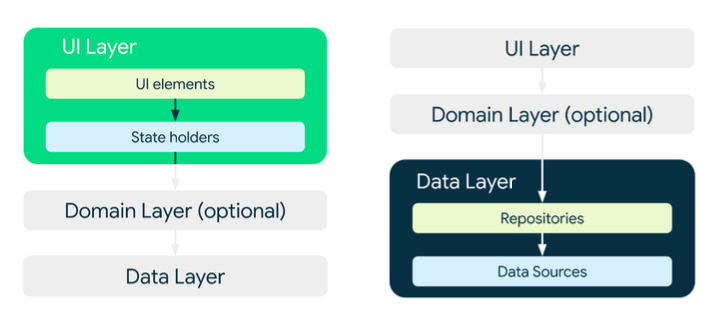 UI Layer
UI elements
State holders
Domain Layer (optional)
Data Layer
UI Layer
Domain Layer (optional)
Data Layer
Repositories
Data Sources